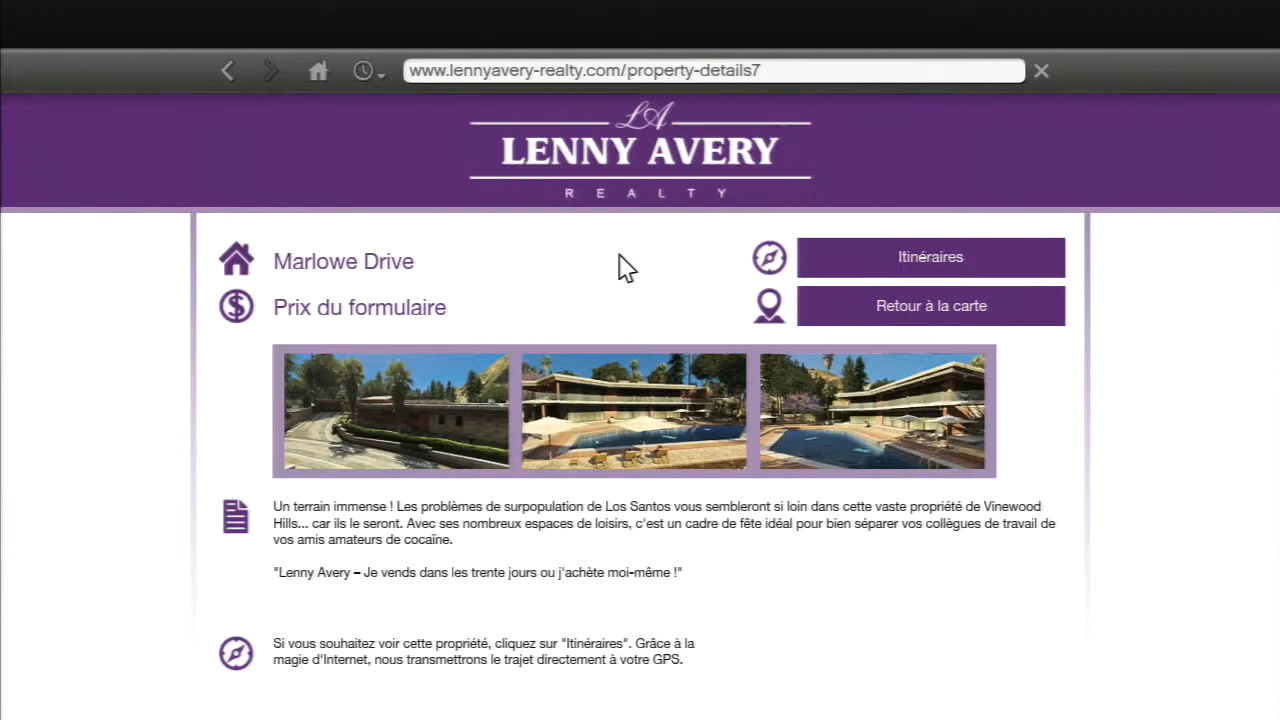 www.lennyavery-realty.com/property-details7
LA
LENNY AVERY
REALTY
Marlowe Drive
Itinéraires
Prix du formulaire
Retour à la carte
Un terrain immense ! Les problèmes de surpopulation de Los Santos vous sembleront si loin dans cette vaste propriété de Vinewood
Hills... car ils le seront. Avec ses nombreux espaces de loisirs, c'est un cadre de fête idéal pour bien séparer vos collègues de travail de
vos amis amateurs de cocaïne.
"Lenny Avery – Je vends dans les trente jours ou j'achète moi-même !"
Si vous souhaitez voir cette propriété, cliquez sur "Itinéraires". Grâce à la
magie d'Internet, nous transmettrons le trajet directement à votre GPS.